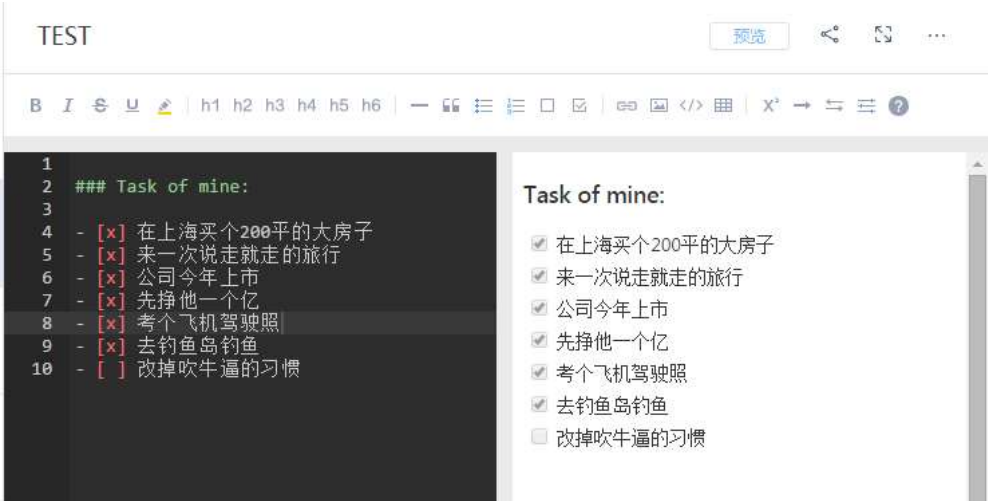 TEST
预览
B I S U h1 h2 h3 h4 h5 h6 X²
1
2 ### Task of mine:
3
4 - [x] 在上海买个200平的大房子
5 - [x] 来一次说走就走的旅行
6 - [x] 公司今年上市
7 - [x] 先挣他一个亿
8 - [x] 考个飞机驾驶照
9 - [x] 去钓鱼岛钓鱼
10 - [ ] 改掉吹牛逼的习惯
Task of mine:
在上海买个200平的大房子
来一次说走就走的旅行
公司今年上市
先挣他一个亿
考个飞机驾驶照
去钓鱼岛钓鱼
改掉吹牛逼的习惯